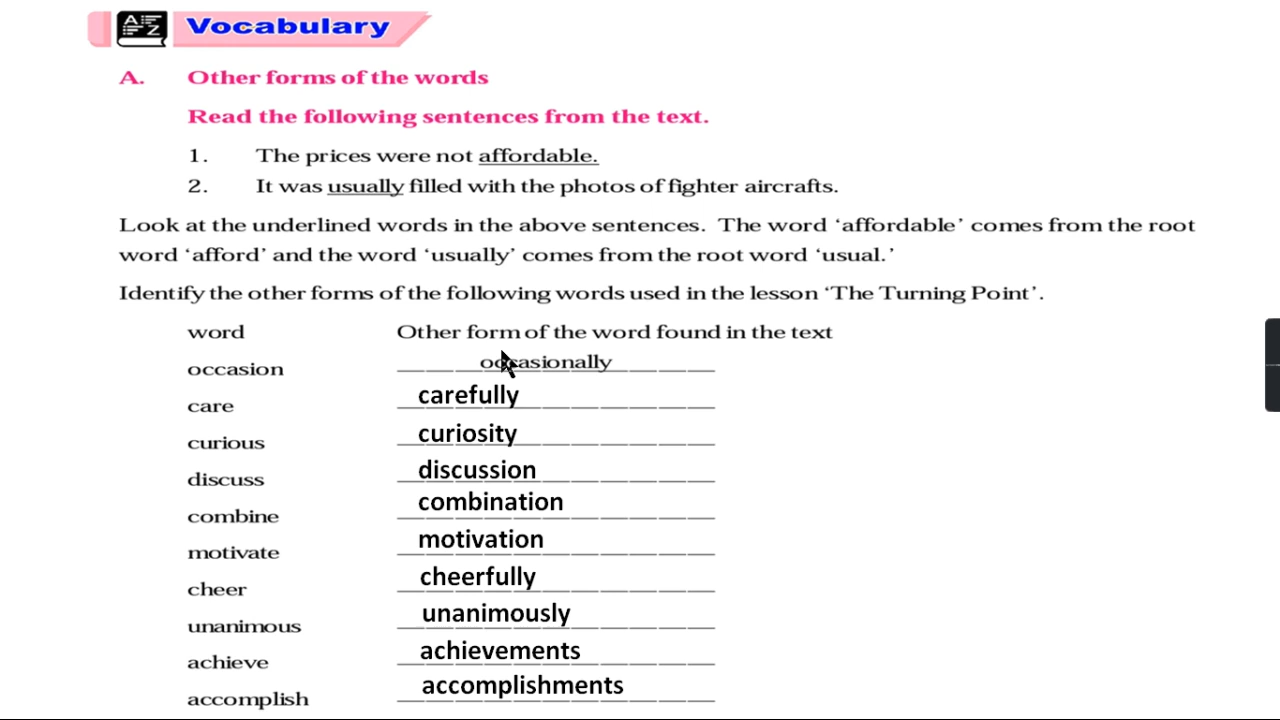 A Z
Vocabulary
A. Other forms of the words
Read the following sentences from the text.
1. The prices were not affordable.
2. It was usually filled with the photos of fighter aircrafts.
Look at the underlined words in the above sentences. The word ‘affordable’ comes from the root
word ‘afford’ and the word ‘usually’ comes from the root word ‘usual.’
Identify the other forms of the following words used in the lesson ‘The Turning Point’.
word Other form of the word found in the text
occasion occasionally
care carefully
curious curiosity
discuss discussion
combine combination
motivate motivation
cheer cheerfully
unanimous unanimously
achieve achievements
accomplish accomplishments